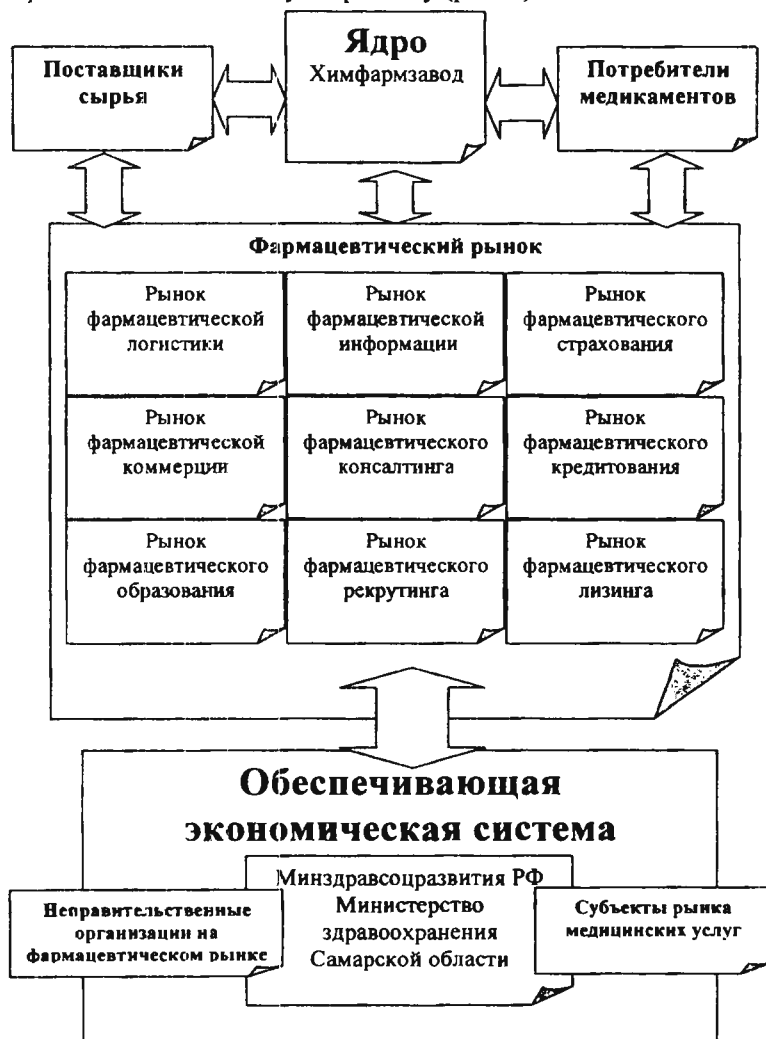 Ядро
Химфармзавод
Поставщики
сырья
Потребители
медикаментов
Фармацевтический рынок
Рынок
фармацевтической
логистики
Рынок
фармацевтической
информации
Рынок
фармацевтического
страхования
Рынок
фармацевтической
коммерции
Рынок
фармацевтического
консалтинга
Рынок
фармацевтического
кредитования
Рынок
фармацевтического
образования
Рынок
фармацевтического
рекрутинга
Рынок
фармацевтического
лизинга
Обеспечивающая
экономическая система
Минздравсоцразвития РФ
Министерство
здравоохранения
Самарской области
Неправительственные
организации на
фармацевтическом рынке
Субъекты рынка
медицинских услуг